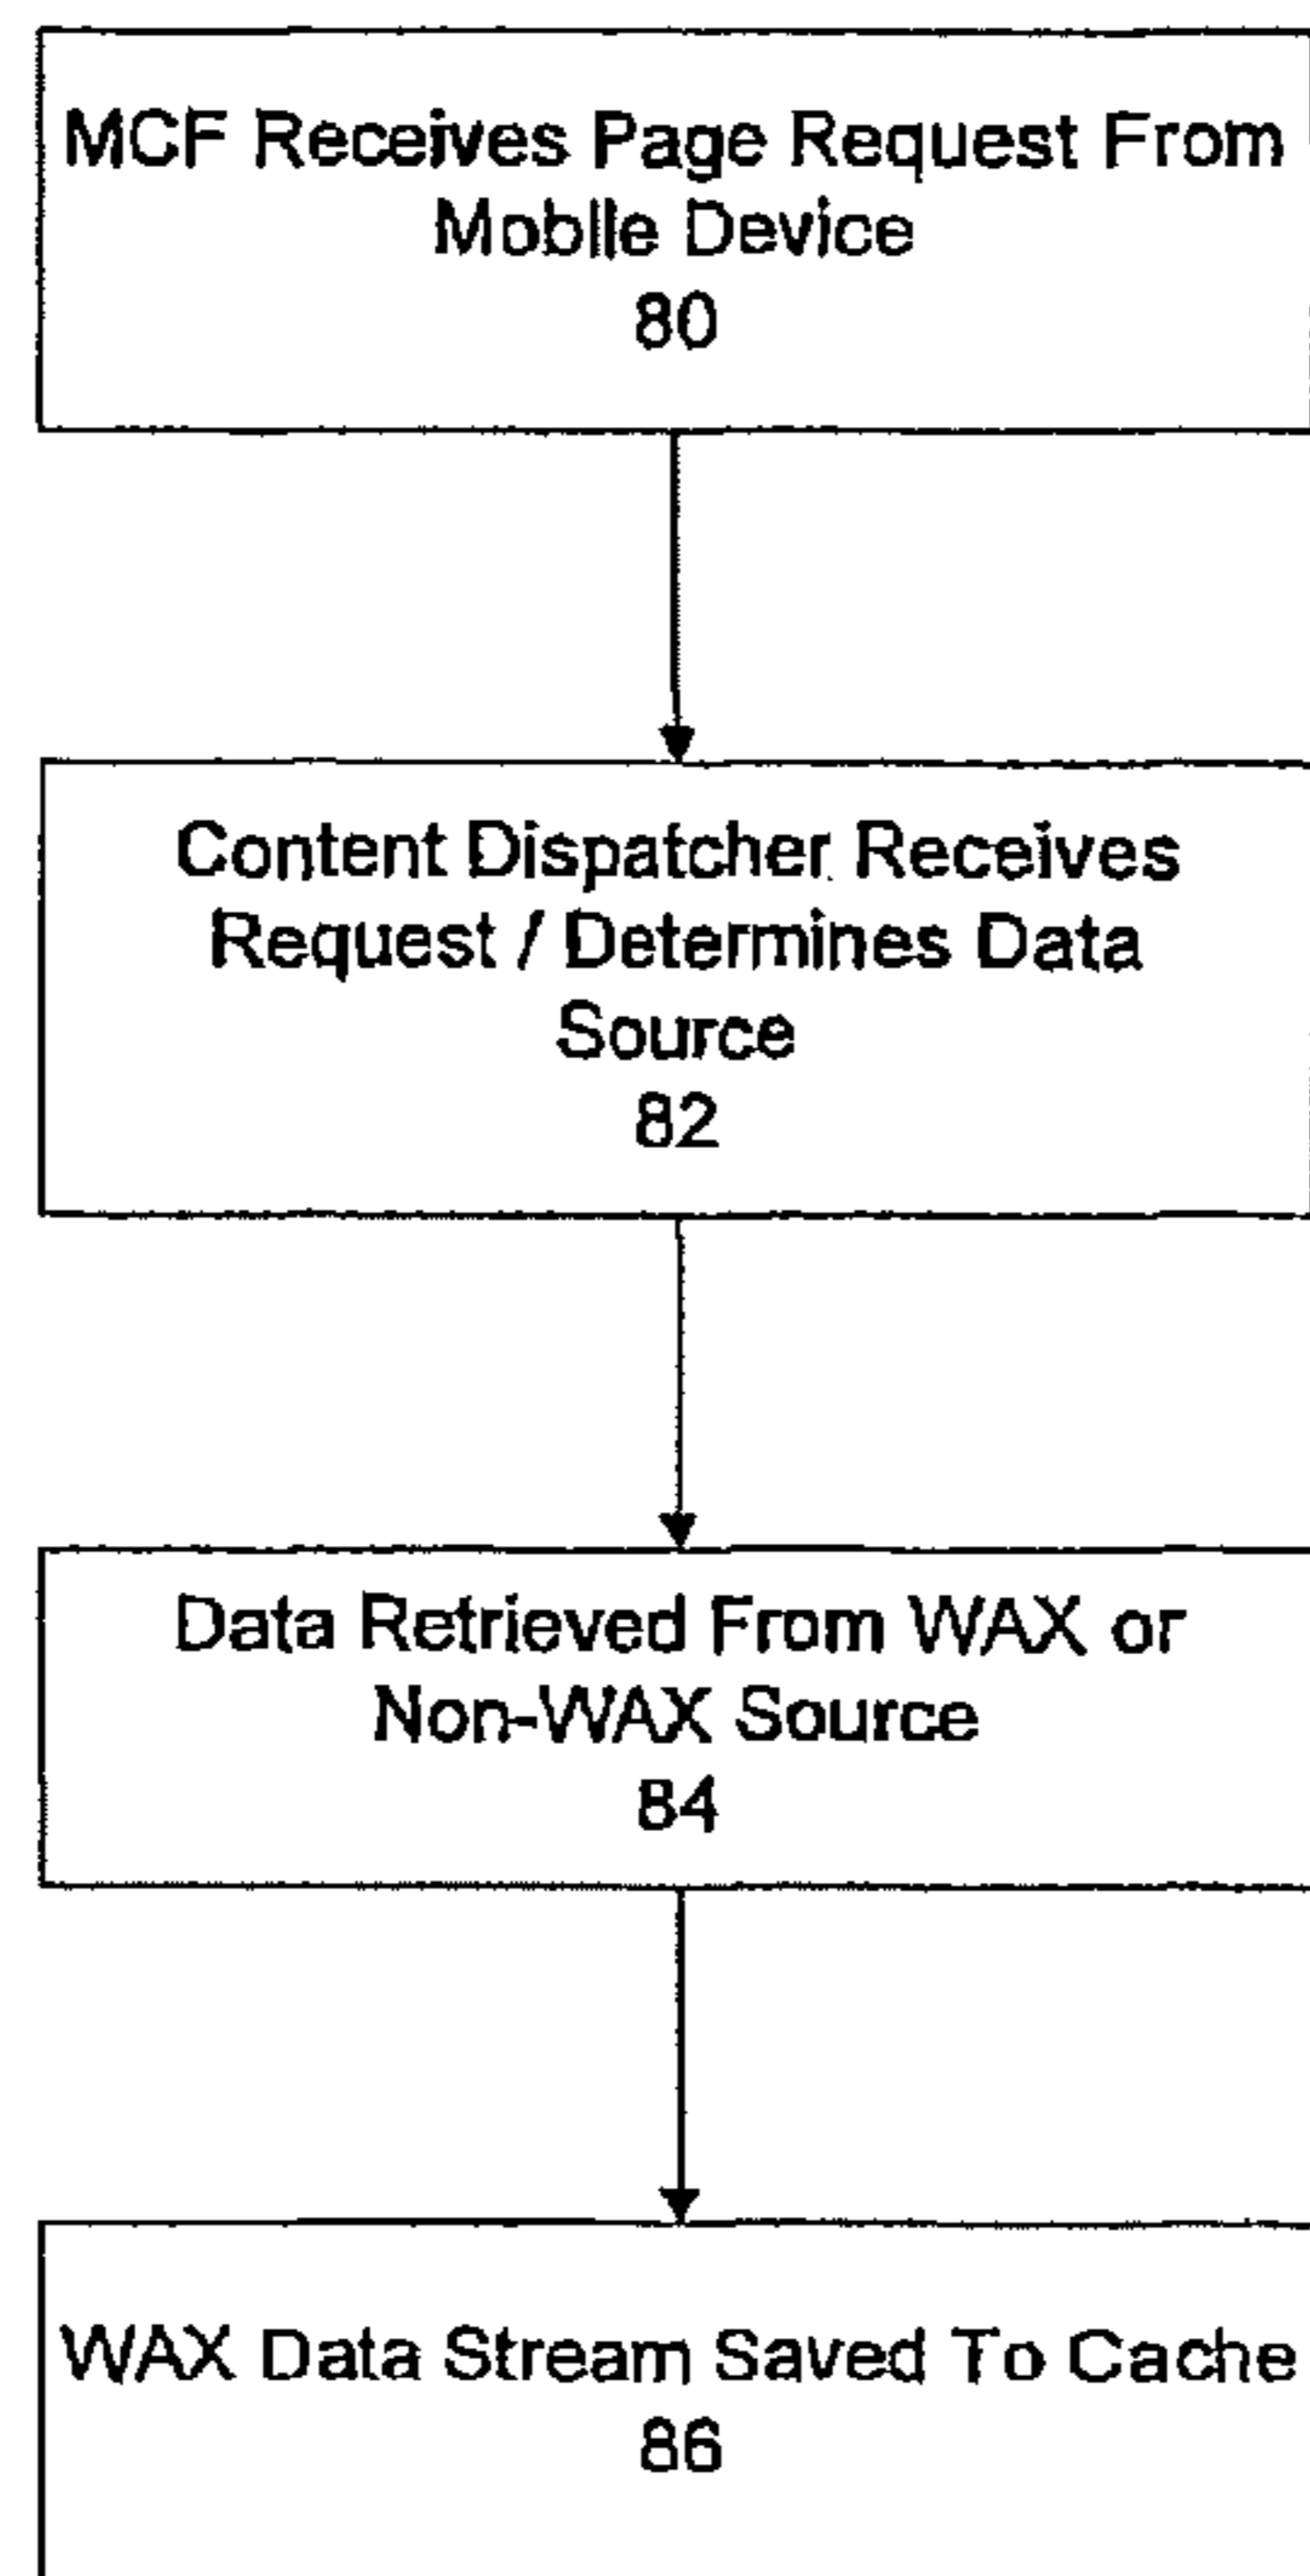 MCF Receives Page Request From
Mobile Device
80
Content Dispatcher Receives
Request / Determines Data
Source
82
Data Retrieved From WAX or
Non-WAX Source
84
WAX Data Stream Saved To Cache
86